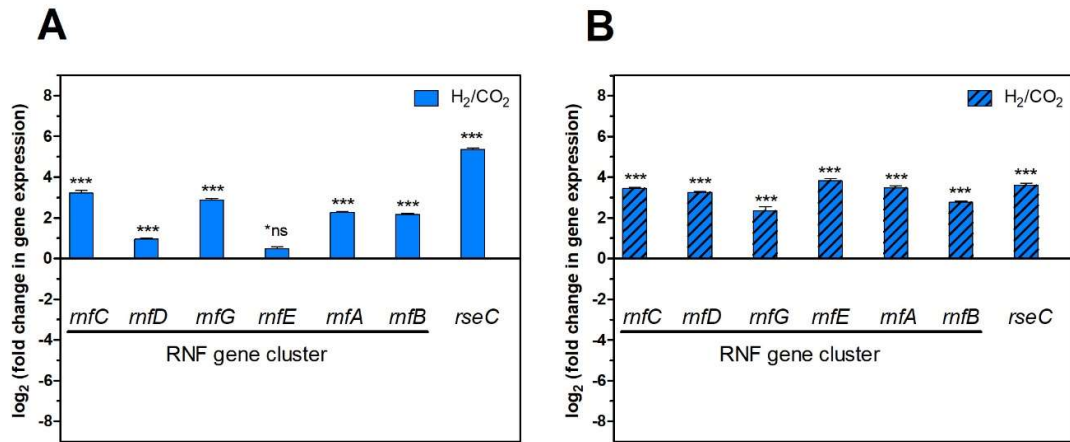 A
log₂ (fold change in gene expression)
8
6
4
2
0
-2
-4
-6
-8
H₂/CO₂
***
***
***
*ns
***
***
***
rnfC rnfD rnfG rnfE rnfA rnfB rseC
RNF gene cluster
B
log₂ (fold change in gene expression)
8
6
4
2
0
-2
-4
-6
-8
H₂/CO₂
***
***
***
***
***
***
***
rnfC rnfD rnfG rnfE rnfA rnfB rseC
RNF gene cluster